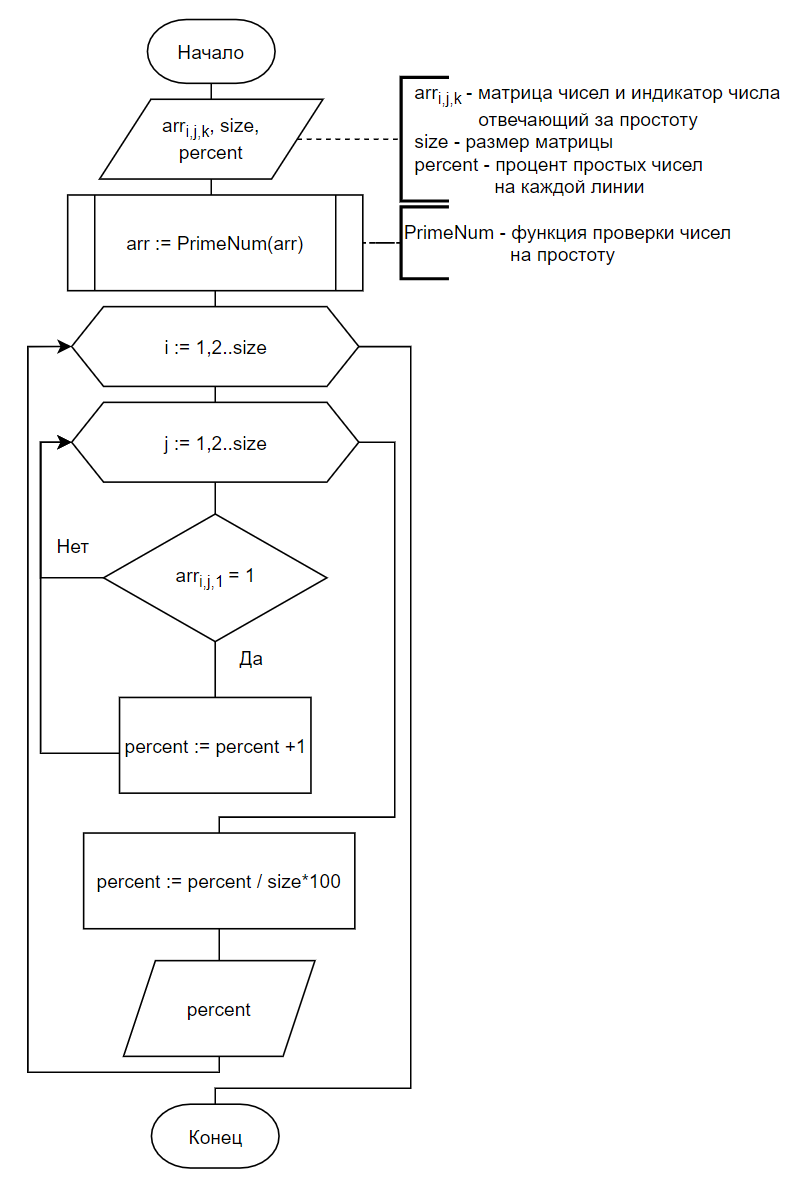 Начало
arri,j,k, size,
percent
arri,j,k - матрица чисел и индикатор числа
отвечающий за простоту
size - размер матрицы
percent - процент простых чисел
на каждой линии
arr := PrimeNum(arr)
PrimeNum - функция проверки чисел
на простоту
i := 1,2..size
j := 1,2..size
Нет
arri,j,1 = 1
Да
percent := percent +1
percent := percent / size*100
percent
Конец